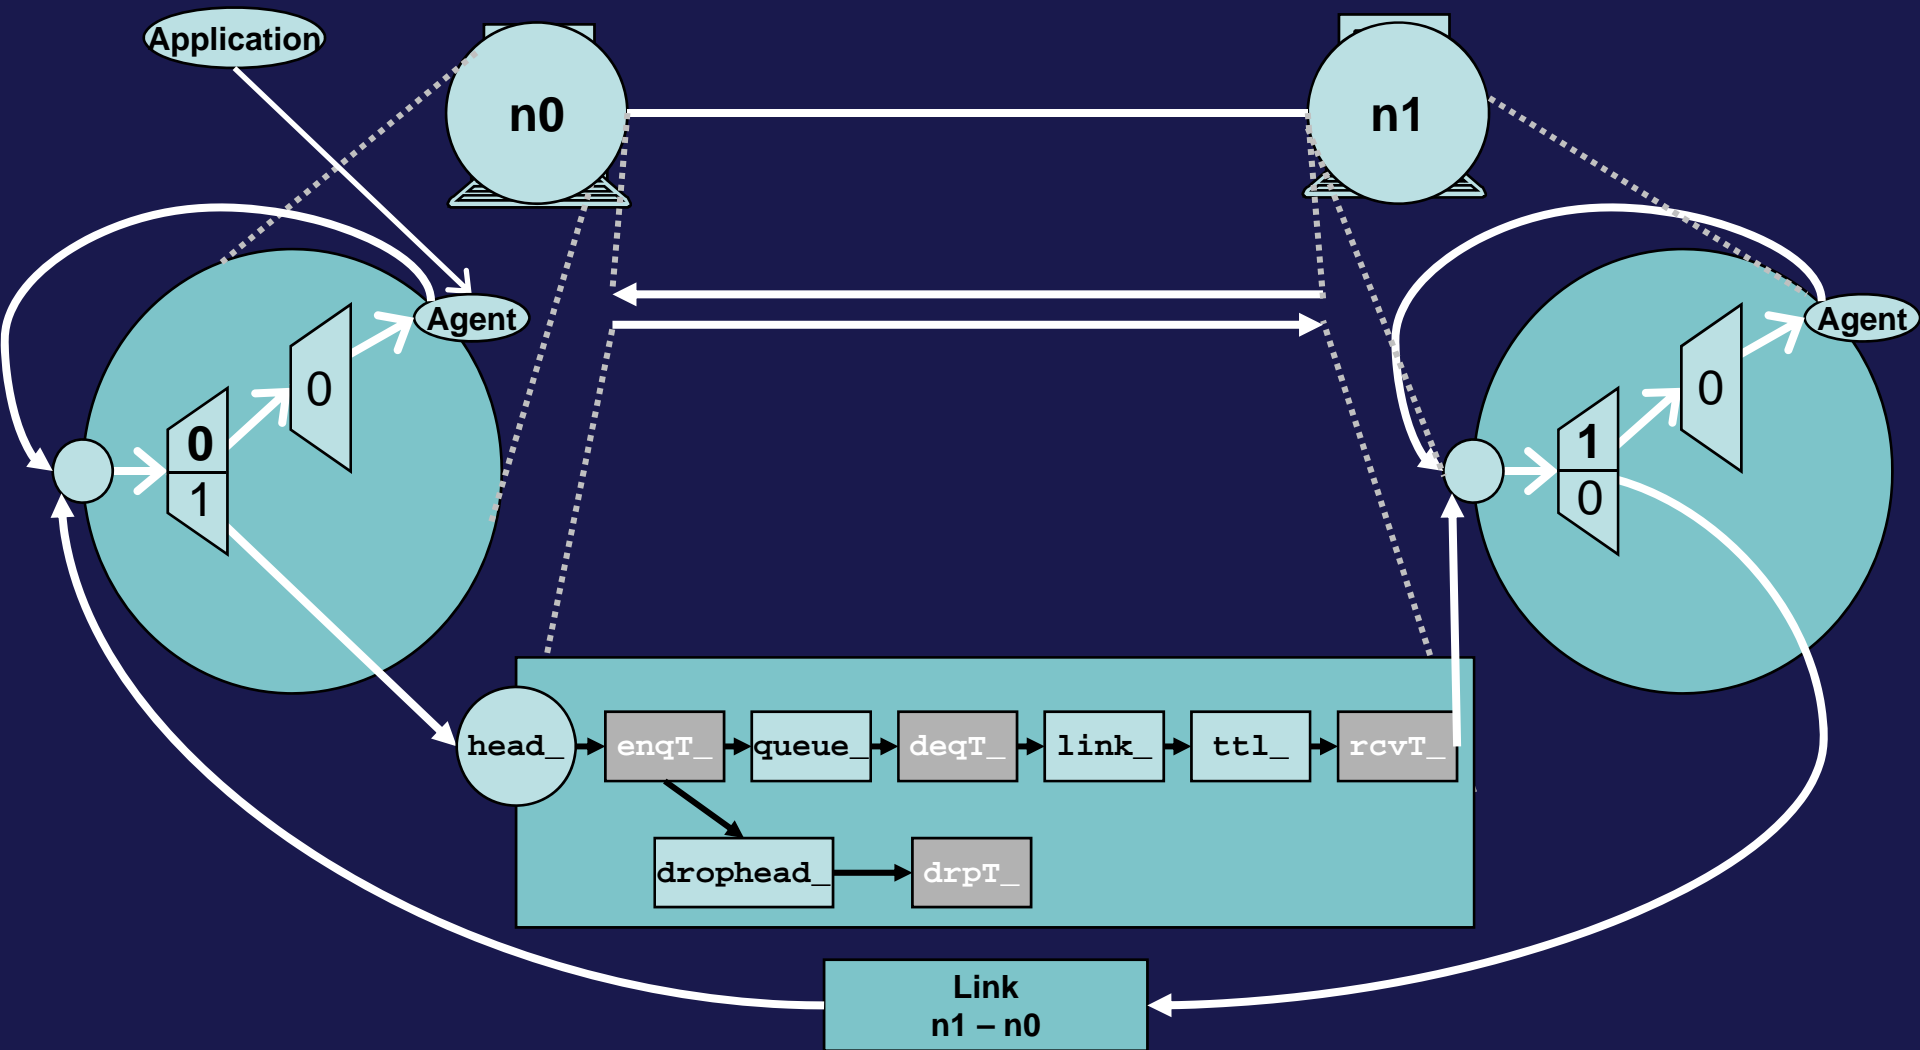 Application
n0
n1
Agent
Agent
0
0
0
1
1
0
head_
enqT_
queue_
deqT_
link_
ttl_
rcvT_
drophead_
drpT_
Link
n1 – n0